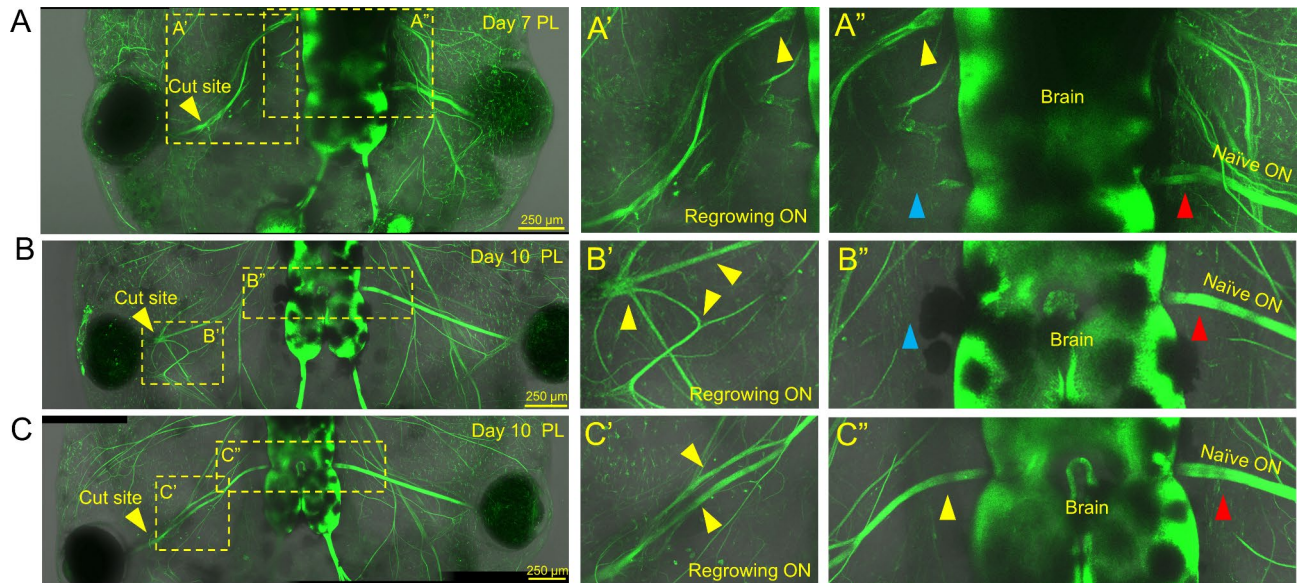 A
A'
A”
Day 7 PL
Cut site
250 µm
A'
Regrowing ON
A”
Brain
Naïve ON
B
Day 10 PL
B”
Cut site
B'
250 µm
B'
Regrowing ON
B”
Naïve ON
Brain
C
Day 10 PL
C”
C'
Cut site
250 µm
C'
Regrowing ON
C”
Naïve ON
Brain